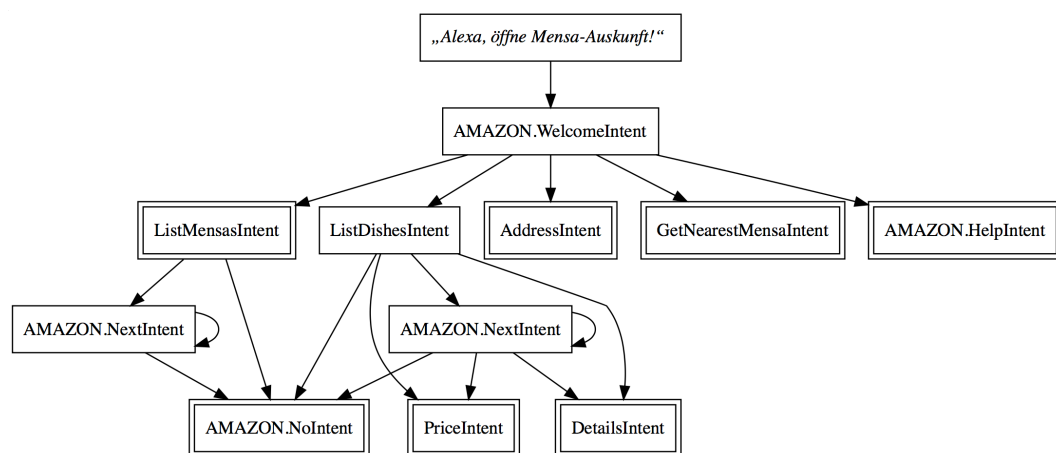 „Alexa, öffne Mensa-Auskunft!“
AMAZON.WelcomeIntent
ListMensasIntent
ListDishesIntent
AddressIntent
GetNearestMensaIntent
AMAZON.HelpIntent
AMAZON.NextIntent
AMAZON.NextIntent
AMAZON.NoIntent
PriceIntent
DetailsIntent